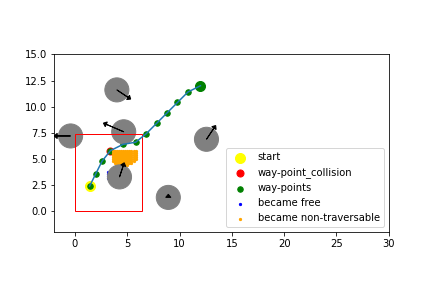 15.0
12.5
10.0
7.5
5.0
2.5
0.0
start
way-point_collision
way-points
became free
became non-traversable
0 5 10 15 20 25 30